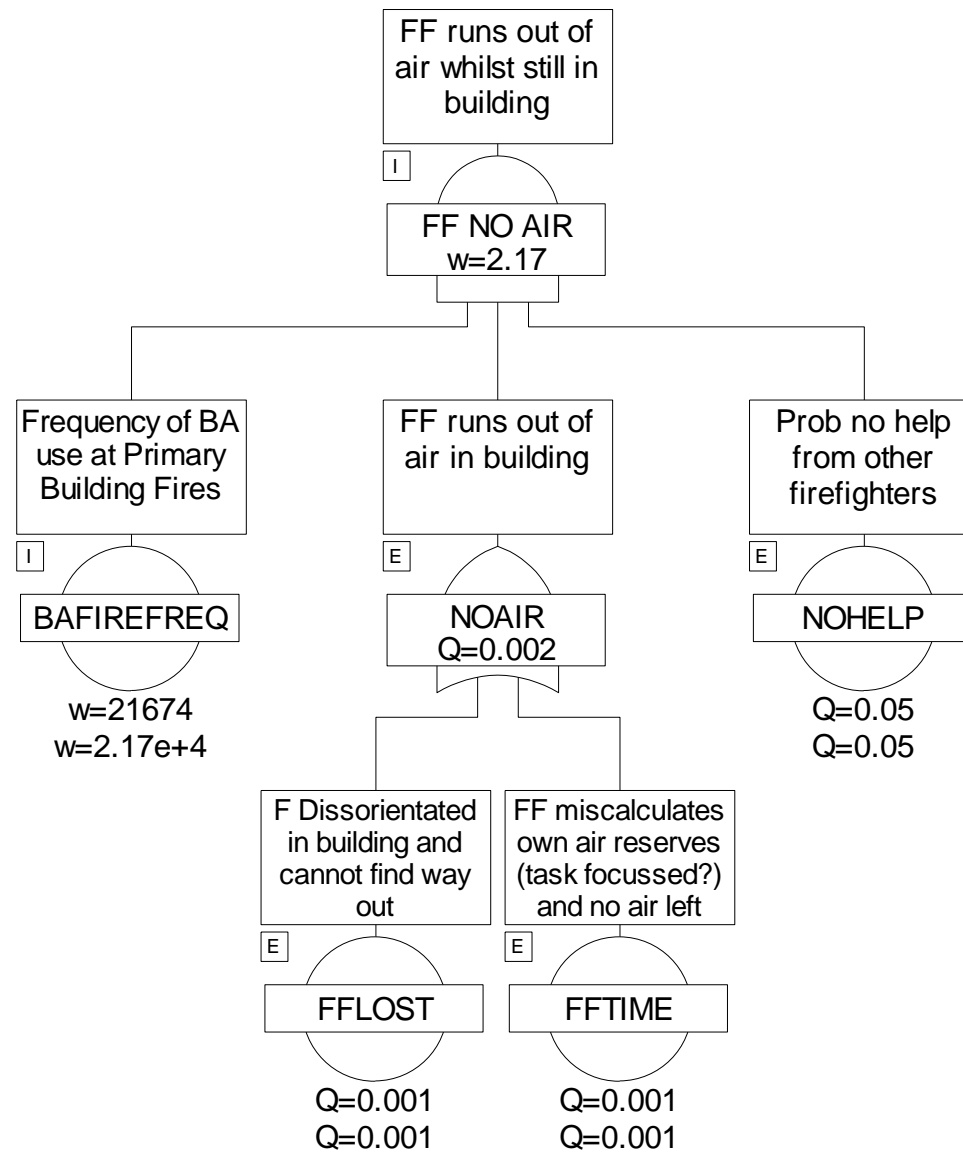 FF runs out of
air whilst still in
building
I
FF NO AIR
w=2.17
Frequency of BA
use at Primary
Building Fires
I
BAFIREFREQ
w=21674
w=2.17e+4
FF runs out of
air in building
E
NOAIR
Q=0.002
Prob no help
from other
firefighters
E
NOHELP
Q=0.05
Q=0.05
F Dissorientated
in building and
cannot find way
out
E
FFLOST
Q=0.001
Q=0.001
FF miscalculates
own air reserves
(task focussed?)
and no air left
E
FFTIME
Q=0.001
Q=0.001